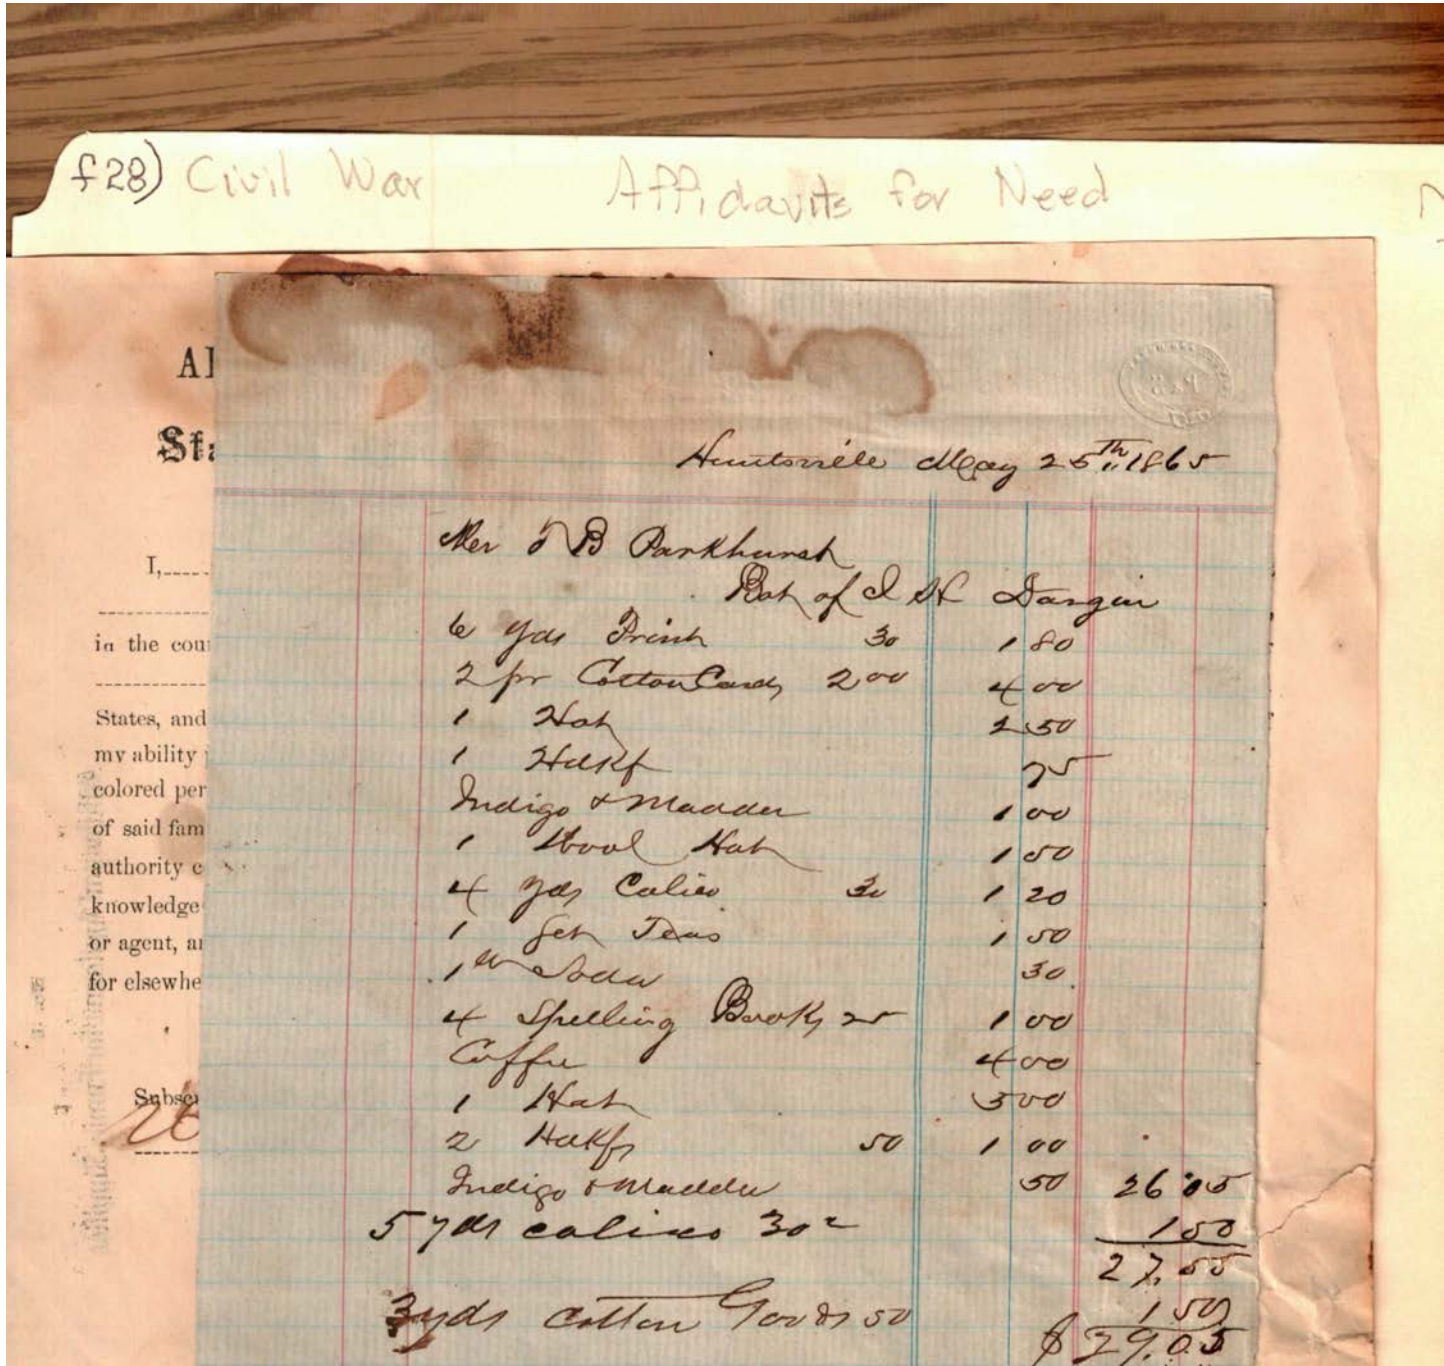 f28) Civil War Affidavits for Need
Al
Sta
I,
in the cou
States, and
my ability
colored per
of said fam
authority c
knowledge
or agent, a
for elsewhe
Subsc
Huntsville May 25th 1865
B Parkhurst
Bot of
6 yds Print 30 1 80
2 pr Cotton Cards 2 00 4 00
1 Hat 2 50
1 Hdkf 75
Indigo & Madder 1 00
1 Wool Hat 1 50
4 yds Calico 30 1 20
1 Set Teas 1 50
1 lb Soda 30
4 Spelling Books 25 1 00
Coffee 4 00
1 Hat 5 00
2 Hdkfs 50 1 00
Indigo & Madder 50 26 05
5 yds calico 30c 1 50
27.55
3 yds cotton Goods 50 1 50
$ 29.05